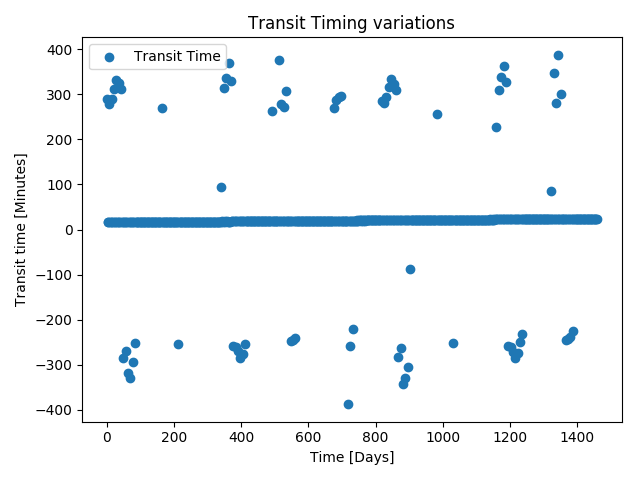 Transit Timing variations
Transit Time
Transit time [Minutes]
400
300
200
100
0
−100
−200
−300
−400
0 200 400 600 800 1000 1200 1400
Time [Days]